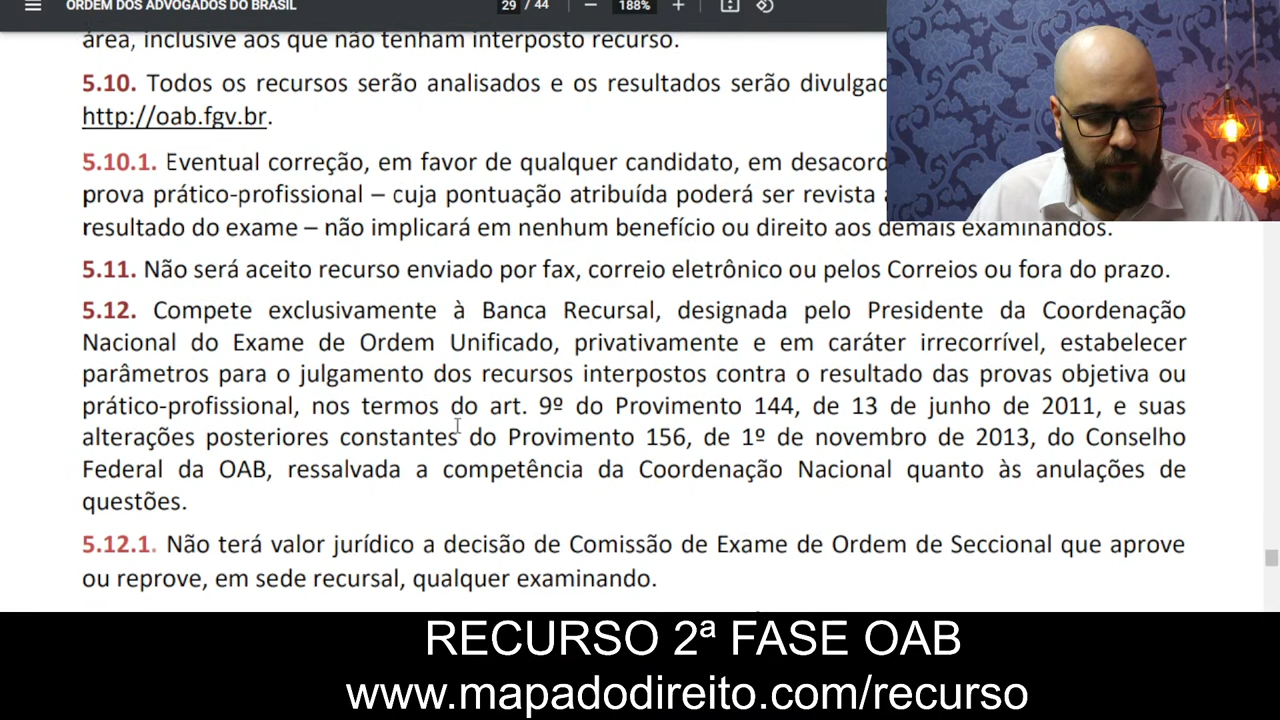 ORDEM DOS ADVOGADOS DO BRASIL 29 / 44 188%
área, inclusive aos que não tenham interposto recurso.
5.10. Todos os recursos serão analisados e os resultados serão divulgad
http://oab.fgv.br.
5.10.1. Eventual correção, em favor de qualquer candidato, em desacord
prova prático-profissional – cuja pontuação atribuída poderá ser revista
resultado do exame – não implicará em nenhum benefício ou direito aos demais examinandos.
5.11. Não será aceito recurso enviado por fax, correio eletrônico ou pelos Correios ou fora do prazo.
5.12. Compete exclusivamente à Banca Recursal, designada pelo Presidente da Coordenação
Nacional do Exame de Ordem Unificado, privativamente e em caráter irrecorrível, estabelecer
parâmetros para o julgamento dos recursos interpostos contra o resultado das provas objetiva ou
prático-profissional, nos termos do art. 9º do Provimento 144, de 13 de junho de 2011, e suas
alterações posteriores constantes do Provimento 156, de 1º de novembro de 2013, do Conselho
Federal da OAB, ressalvada a competência da Coordenação Nacional quanto às anulações de
questões.
5.12.1. Não terá valor jurídico a decisão de Comissão de Exame de Ordem de Seccional que aprove
ou reprove, em sede recursal, qualquer examinando.
RECURSO 2ª FASE OAB
www.mapadodireito.com/recurso